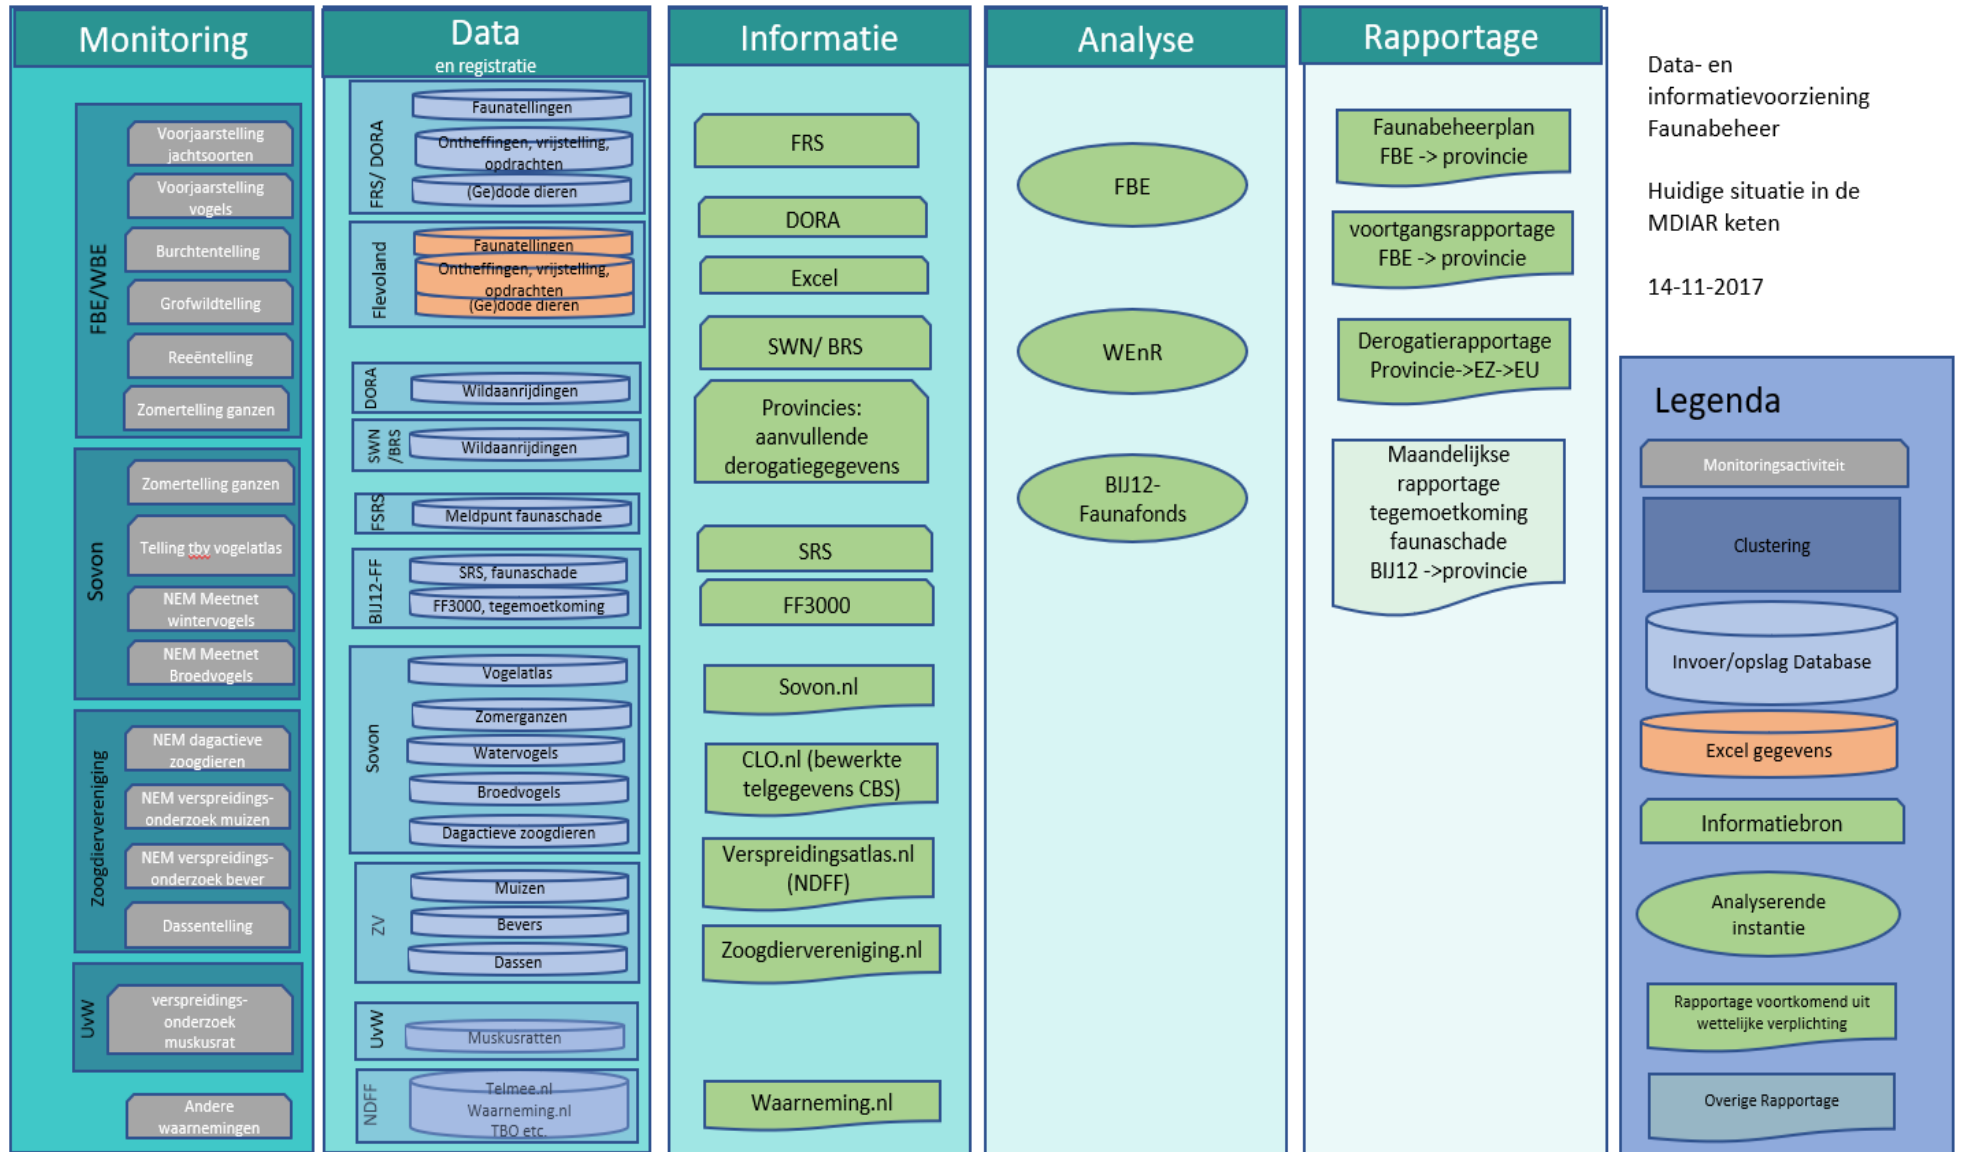 Monitoring
FBE/WBE
Voorjaarstelling
jachtsoorten
Voorjaarstelling
vogels
Burchtentelling
Grofwildtelling
Reeëntelling
Zomertelling ganzen
Sovon
Zomertelling ganzen
Telling tbv vogelatlas
NEM Meetnet
wintervogels
NEM Meetnet
Broedvogels
Zoogdiervereniging
NEM dagactieve
zoogdieren
NEM verspreidings-
onderzoek muizen
NEM verspreidings-
onderzoek bever
Dassentelling
UvW
verspreidings-
onderzoek
muskusrat
Andere
waarnemingen
Data
en registratie
FRS/ DORA
Faunatellingen
Ontheffingen, vrijstelling,
opdrachten
(Ge)dode dieren
Flevoland
Faunatellingen
Ontheffingen, vrijstelling,
opdrachten
(Ge)dode dieren
DORA
Wildaanrijdingen
SWN
/BRS
Wildaanrijdingen
FSRS
Meldpunt faunaschade
BIJ12-FF
SRS, faunaschade
FF3000, tegemoetkoming
Sovon
Vogelatlas
Zomerganzen
Watervogels
Broedvogels
Dagactieve zoogdieren
ZV
Muizen
Bevers
Dassen
UvW
Muskusratten
NDFF
Telmee.nl
Waarneming.nl
TBO etc.
Informatie
FRS
DORA
Excel
SWN/ BRS
Provincies:
aanvullende
derogatiegegevens
SRS
FF3000
Sovon.nl
CLO.nl (bewerkte
telgegevens CBS)
Verspreidingsatlas.nl
(NDFF)
Zoogdiervereniging.nl
Waarneming.nl
Analyse
FBE
WEnR
BIJ12-
Faunafonds
Rapportage
Faunabeheerplan
FBE -> provincie
voortgangsrapportage
FBE -> provincie
Derogatierapportage
Provincie->EZ->EU
Maandelijkse
rapportage
tegemoetkoming
faunaschade
BIJ12 ->provincie
Data- en
informatievoorziening
Faunabeheer
Huidige situatie in de
MDIAR keten
14-11-2017
Legenda
Monitoringsactiviteit
Clustering
Invoer/opslag Database
Excel gegevens
Informatiebron
Analyserende
instantie
Rapportage voortkomend uit
wettelijke verplichting
Overige Rapportage